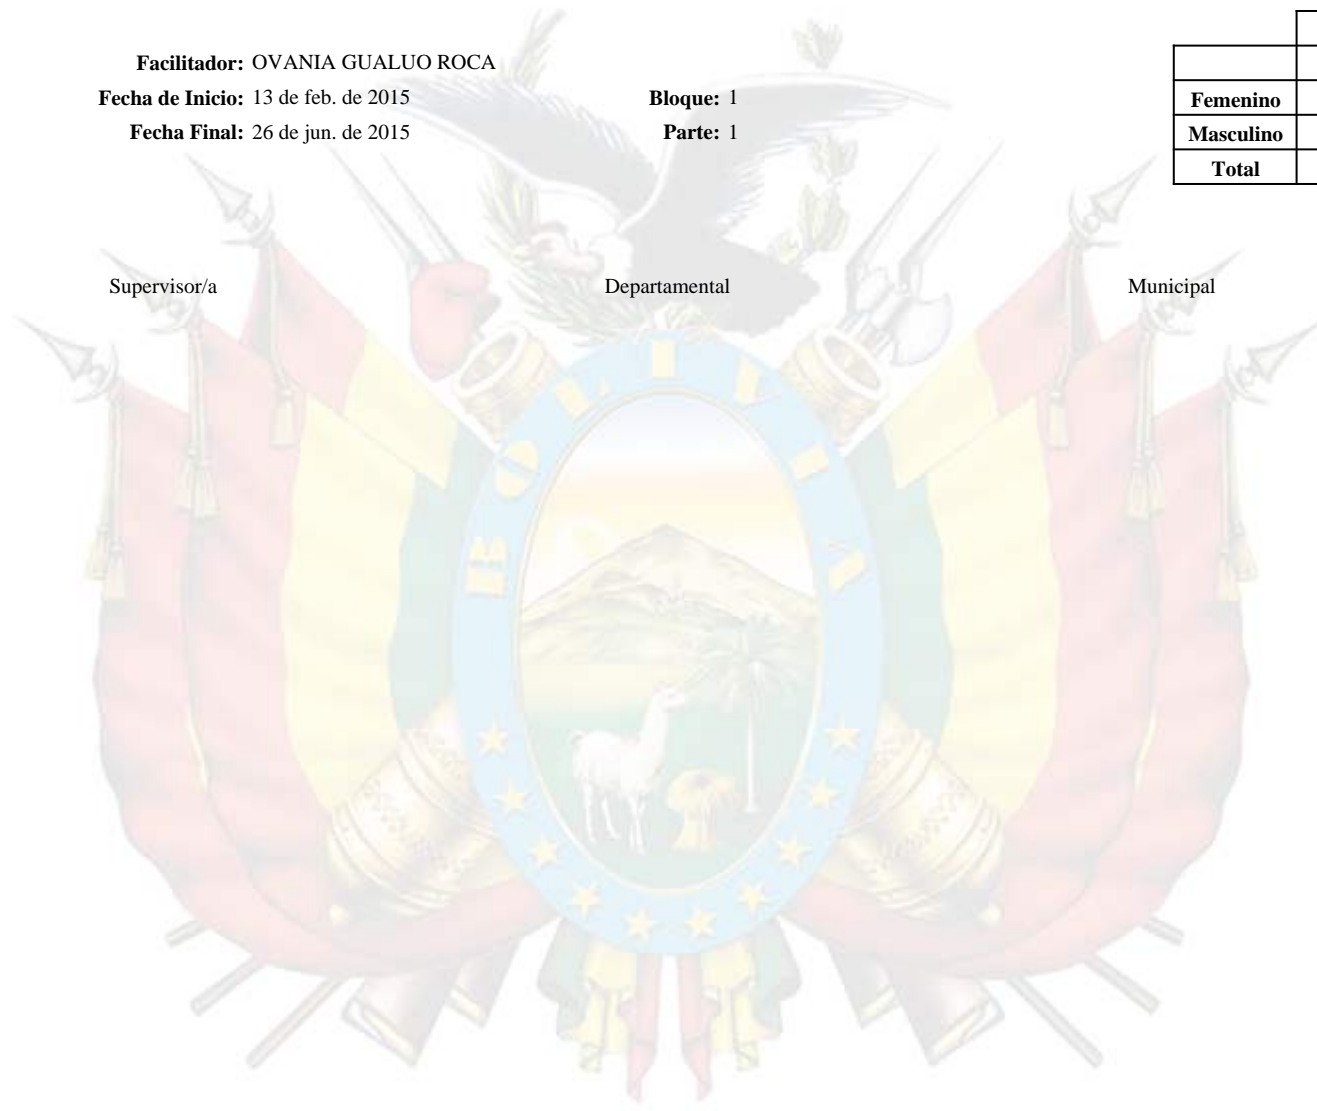 Facilitador: OVANIA GUALUO ROCA
Fecha de Inicio: 13 de feb. de 2015 Bloque: 1
Fecha Final: 26 de jun. de 2015 Parte: 1
Femenino
Masculino
Total
Supervisor/a Departamental Municipal
BOLIVIA